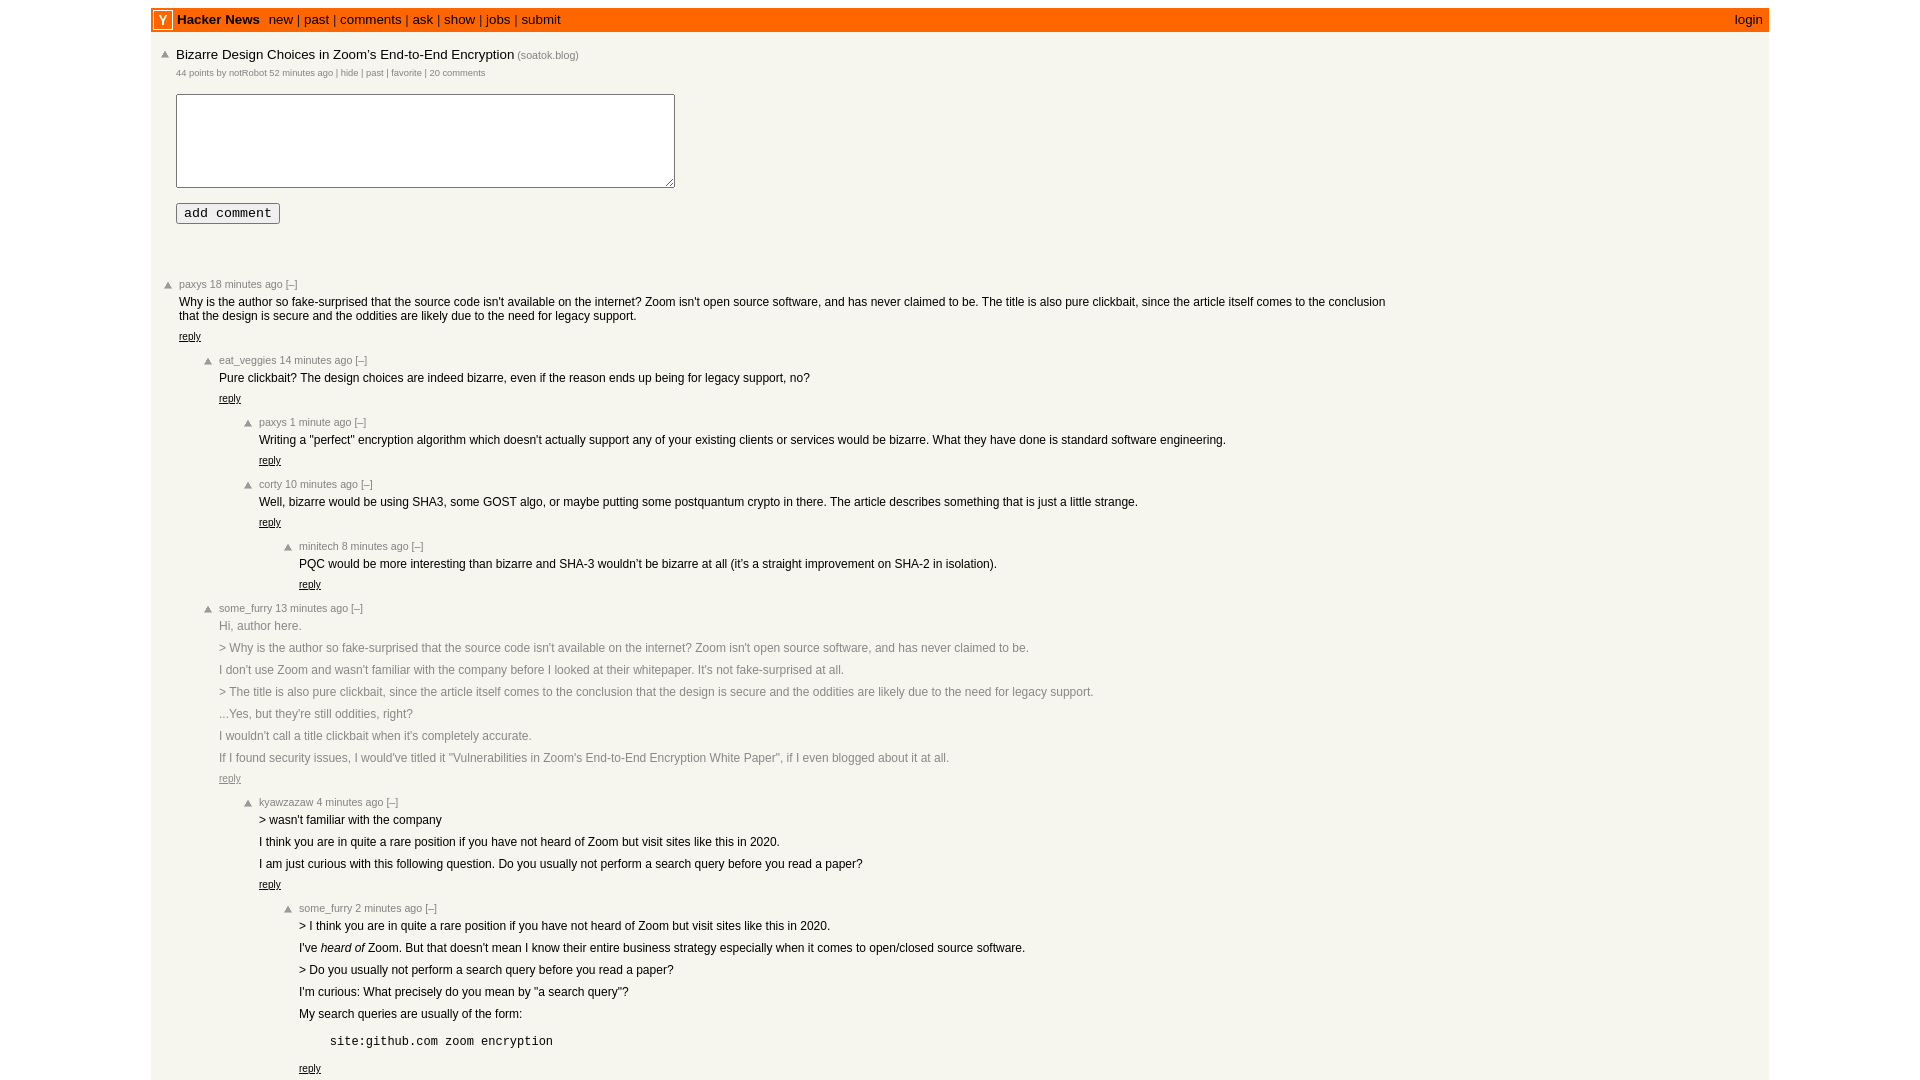 Y Hacker News new | past | comments | ask | show | jobs | submit login
Bizarre Design Choices in Zoom's End-to-End Encryption (soatok.blog)
44 points by notRobot 52 minutes ago | hide | past | favorite | 20 comments
add comment
paxys 18 minutes ago [–]
Why is the author so fake-surprised that the source code isn't available on the internet? Zoom isn't open source software, and has never claimed to be. The title is also pure clickbait, since the article itself comes to the conclusion
that the design is secure and the oddities are likely due to the need for legacy support.
reply
eat_veggies 14 minutes ago [–]
Pure clickbait? The design choices are indeed bizarre, even if the reason ends up being for legacy support, no?
reply
paxys 1 minute ago [–]
Writing a "perfect" encryption algorithm which doesn't actually support any of your existing clients or services would be bizarre. What they have done is standard software engineering.
reply
corty 10 minutes ago [–]
Well, bizarre would be using SHA3, some GOST algo, or maybe putting some postquantum crypto in there. The article describes something that is just a little strange.
reply
minitech 8 minutes ago [–]
PQC would be more interesting than bizarre and SHA-3 wouldn’t be bizarre at all (it’s a straight improvement on SHA-2 in isolation).
reply
some_furry 13 minutes ago [–]
Hi, author here.
> Why is the author so fake-surprised that the source code isn't available on the internet? Zoom isn't open source software, and has never claimed to be.
I don't use Zoom and wasn't familiar with the company before I looked at their whitepaper. It's not fake-surprised at all.
> The title is also pure clickbait, since the article itself comes to the conclusion that the design is secure and the oddities are likely due to the need for legacy support.
...Yes, but they're still oddities, right?
I wouldn't call a title clickbait when it's completely accurate.
If I found security issues, I would've titled it "Vulnerabilities in Zoom's End-to-End Encryption White Paper", if I even blogged about it at all.
reply
kyawzazaw 4 minutes ago [–]
> wasn't familiar with the company
I think you are in quite a rare position if you have not heard of Zoom but visit sites like this in 2020.
I am just curious with this following question. Do you usually not perform a search query before you read a paper?
reply
some_furry 2 minutes ago [–]
> I think you are in quite a rare position if you have not heard of Zoom but visit sites like this in 2020.
I've heard of Zoom. But that doesn't mean I know their entire business strategy especially when it comes to open/closed source software.
> Do you usually not perform a search query before you read a paper?
I'm curious: What precisely do you mean by "a search query"?
My search queries are usually of the form:
site:github.com zoom encryption
reply